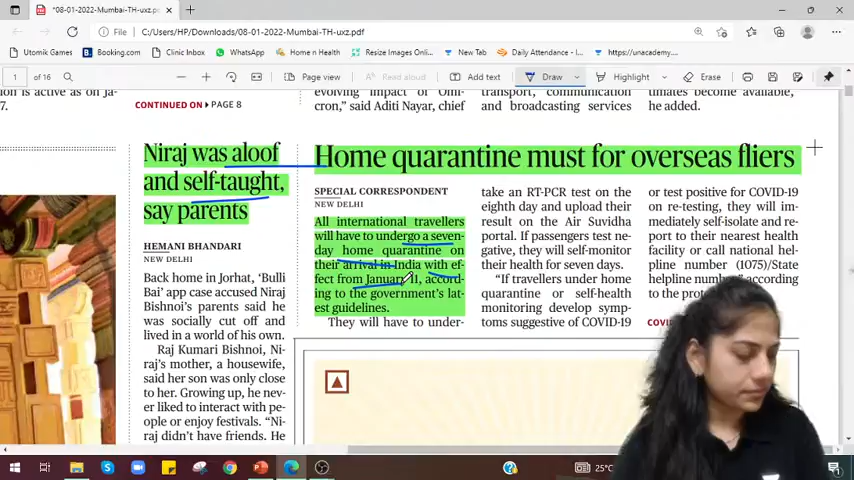 *08-01-2022-Mumbai-TH-uxz.pd
File
C:/Users/HP/Downloads/08-01-2022-Mumbai-TH-uxz.pdf
Utomik Games
Booking.com
Clinic Inbox
WhatsApp
Home n Health
Resize Images Onli...
New Tab
Daily Attendance - I...
https://unacademy...
1
of 16
Page view
Read aloud
Add text
Draw
Highlight
Erase
ion is active as on Ja-
7.
CONTINUED ON ▸ PAGE 8
evolving impact of Omi-
cron,” said Aditi Nayar, chief
transport, communication
and broadcasting services
timates become available,
he added.
Niraj was aloof
and self-taught,
say parents
HEMANI BHANDARI
NEW DELHI
Back home in Jorhat, ‘Bulli
Bai’ app case accused Niraj
Bishnoi’s parents said he
was socially cut off and
lived in a world of his own.
Raj Kumari Bishnoi, Ni-
raj’s mother, a housewife,
said her son was only close
to her. Growing up, he nev-
er liked to interact with peo-
ple or enjoy festivals. “Ni-
raj didn’t have friends. He
Home quarantine must for overseas fliers
SPECIAL CORRESPONDENT
NEW DELHI
All international travellers
will have to undergo a seven-
day home quarantine on
their arrival in India with ef-
fect from January 11, accord-
ing to the government’s lat-
est guidelines.
They will have to under-
take an RT-PCR test on the
eighth day and upload their
result on the Air Suvidha
portal. If passengers test ne-
gative, they will self-monitor
their health for seven days.
“If travellers under home
quarantine or self-health
monitoring develop symp-
toms suggestive of COVID-19
or test positive for COVID-19
on re-testing, they will im-
mediately self-isolate and re-
port to their nearest health
facility or call national hel-
pline number (1075)/State
helpline number according
to the
25°C